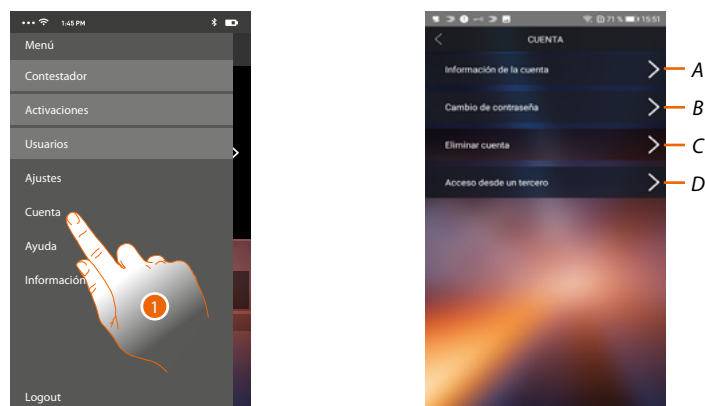 1:45 PM
Menú
Contestador
Activaciones
Usuarios
Ajustes
Cuenta
Ayuda
Información
1
Logout
71 % 15:51
CUENTA
Información de la cuenta A
Cambio de contraseña B
Eliminar cuenta C
Acceso desde un tercero D